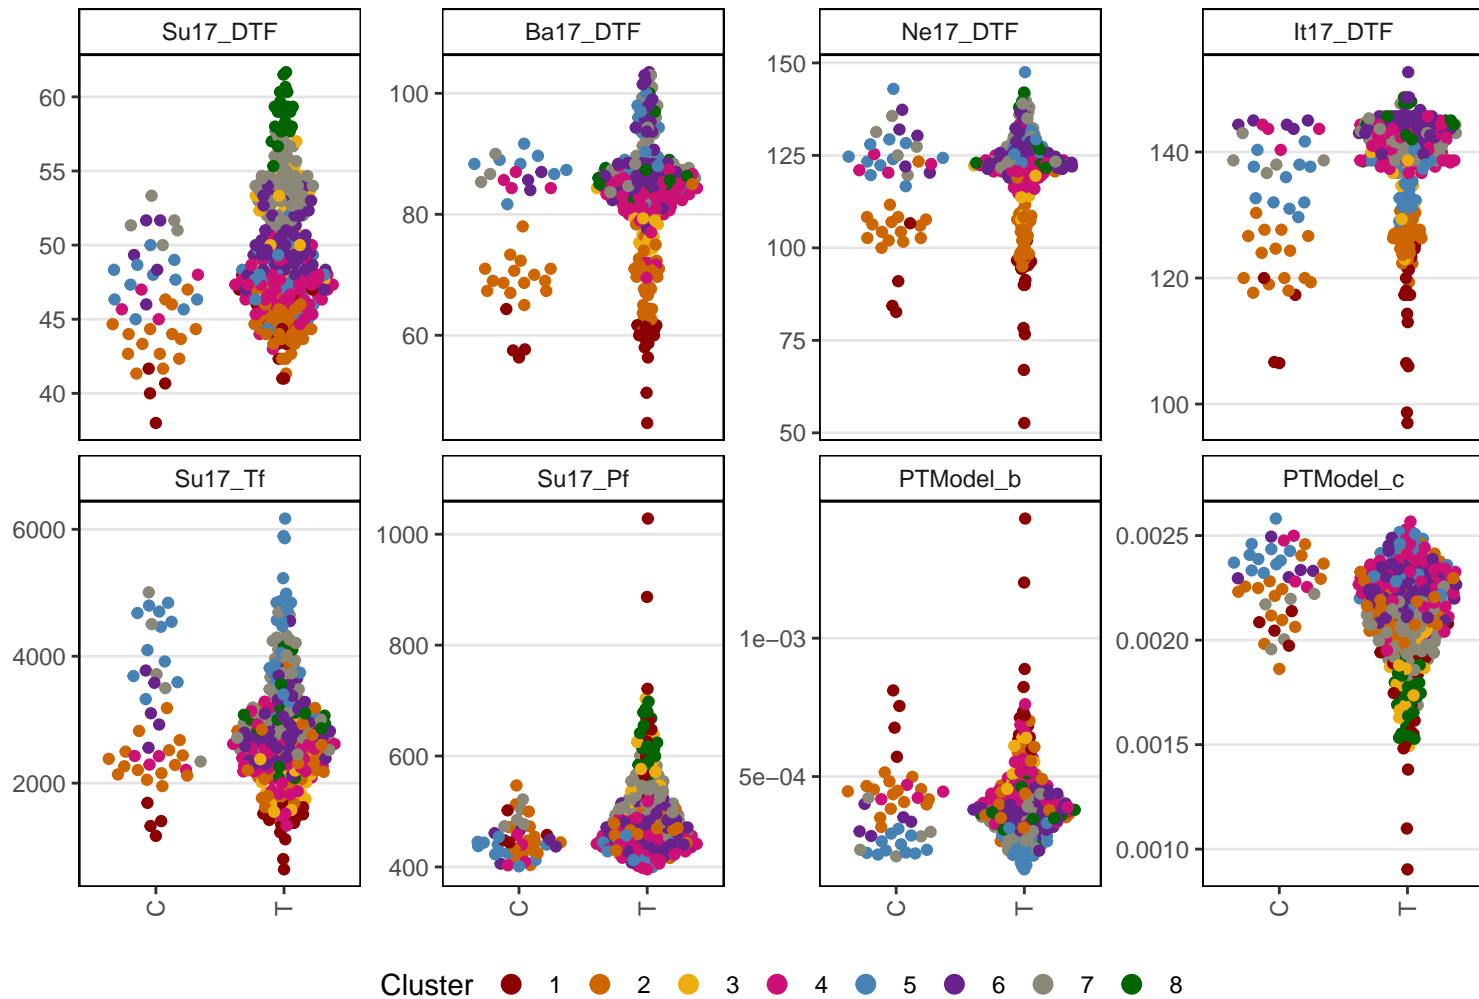 Su17_DTF Ba17_DTF Ne17_DTF It17_DTF
60 55 50 45 40
100 80 60
150 125 100 75 50
140 120 100
Su17_Tf Su17_Pf PTModel_b PTModel_c
6000 4000 2000
1000 800 600 400
1e−03 5e−04
0.0025 0.0020 0.0015 0.0010
C T C T C T C T
Cluster 1 2 3 4 5 6 7 8